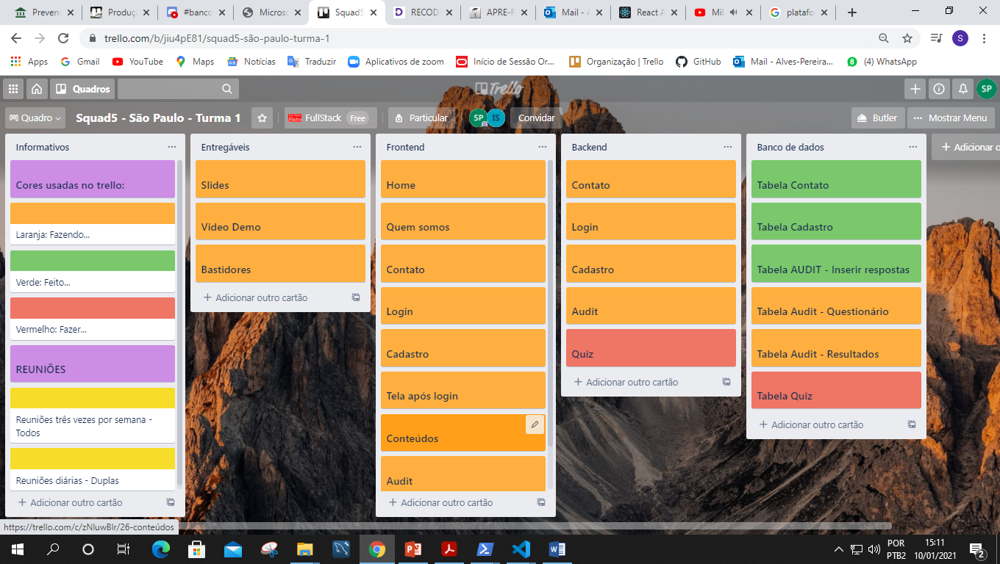 Preven
Produç
#banco
Microso
Squad5
RECOD
APRE-P
Mail - A
React A
Mil
platafo
trello.com/b/jiu4pE81/squad5-são-paulo-turma-1
S
Apps
Gmail
YouTube
Maps
Notícias
Traduzir
Aplicativos de zoom
Início de Sessão Or...
Organização | Trello
GitHub
Mail - Alves-Pereira...
8
(4) WhatsApp
Quadros
Trello
SP
Quadro
Squad5 - São Paulo - Turma 1
FullStack Free
Particular
SP
IS
Convidar
Butler
Mostrar Menu
Informativos
Cores usadas no trello:
Laranja: Fazendo...
Verde: Feito...
Vermelho: Fazer...
REUNIÕES
Reuniões três vezes por semana -
Todos
Reuniões diárias - Duplas
+ Adicionar outro cartão
Entregáveis
Slides
Video Demo
Bastidores
+ Adicionar outro cartão
Frontend
Home
Quem somos
Contato
Login
Cadastro
Tela após login
Conteúdos
Audit
+ Adicionar outro cartão
Backend
Contato
Login
Cadastro
Audit
Quiz
+ Adicionar outro cartão
Banco de dados
Tabela Contato
Tabela Cadastro
Tabela AUDIT - Inserir respostas
Tabela Audit - Questionário
Tabela Audit - Resultados
Tabela Quiz
+ Adicionar outro cartão
+ Adicionar o
https://trello.com/c/zNluwBlr/26-conteúdos
POR
PTB2
15:11
10/01/2021
2